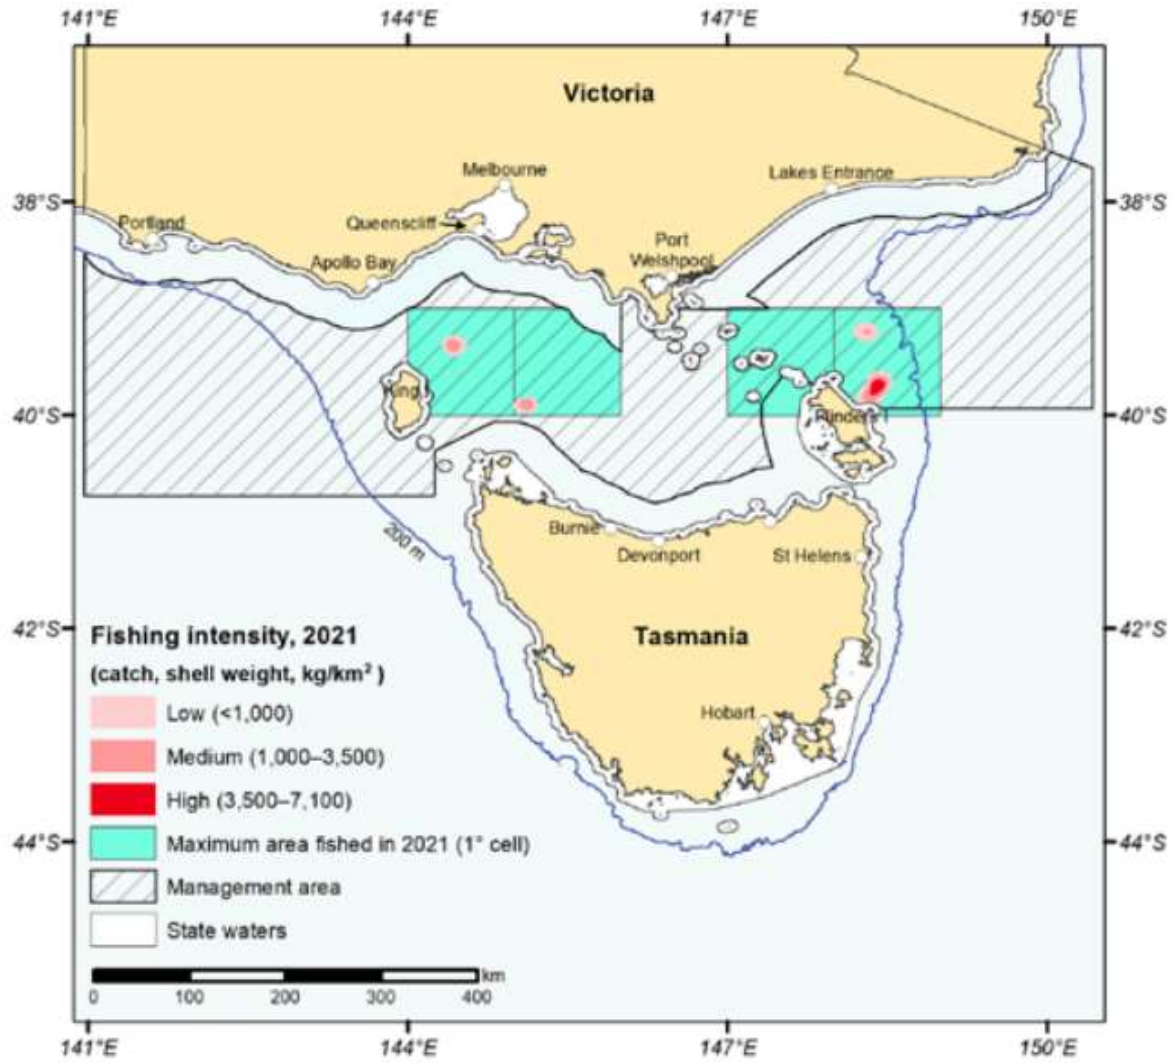 141°E 144°E 147°E 150°E
Victoria
Melbourne
Lakes Entrance
38°S 38°S
Portland
Queenscliff
Port
Welshpool
Apollo Bay
King I
40°S 40°S
Flinders I
200 m
Burnie
Devonport
St Helens
42°S 42°S
Fishing intensity, 2021
Tasmania
(catch, shell weight, kg/km²)
Low (<1,000)
Hobart
Medium (1,000–3,500)
High (3,500–7,100)
Maximum area fished in 2021 (1° cell)
44°S 44°S
Management area
State waters
km
0 100 200 300 400
141°E 144°E 147°E 150°E